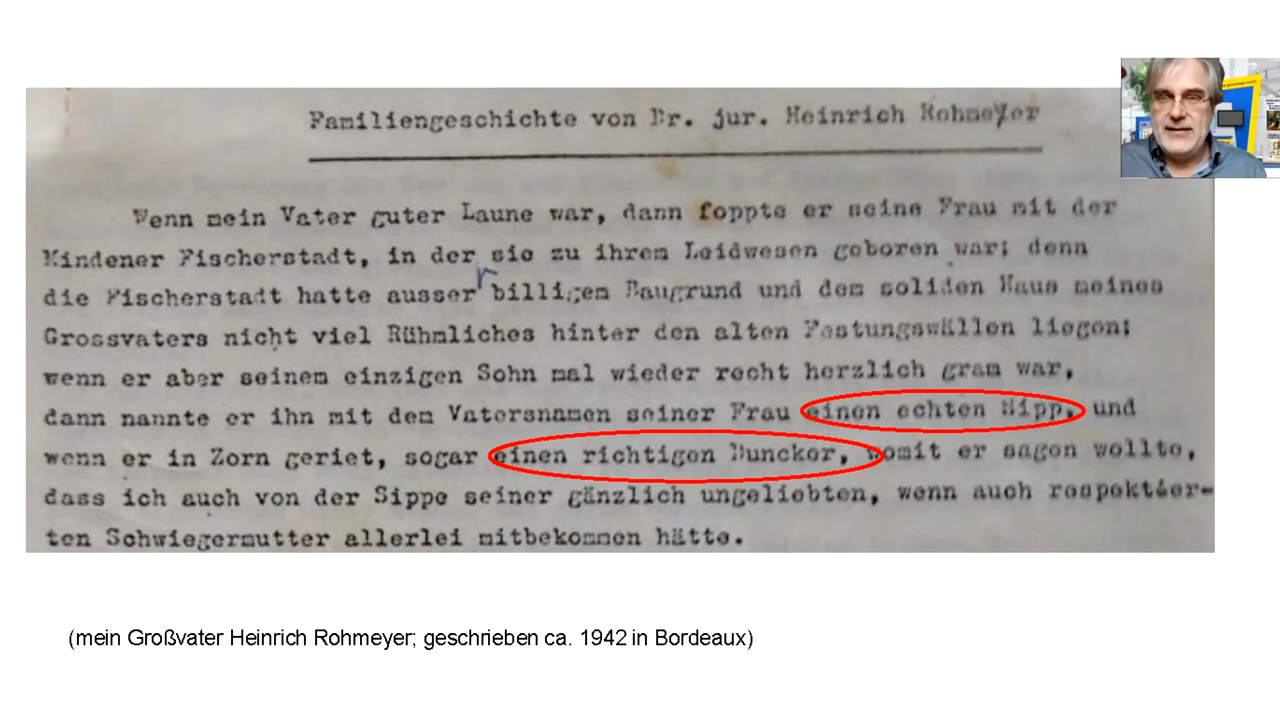 Familiengeschichte von Dr. jur. Heinrich Rohmeyer
Wenn mein Vater guter Laune war, dann foppte er seine Frau mit der
Mindener Fischerstadt, in der sie zu ihrem Leidwesen geboren war; denn
die Fischerstadt hatte ausser billigem Baugrund und dem soliden Haus meines
Grossvaters nicht viel Rühmliches hinter den alten Festungswällen liegen;
wenn er aber seinem einzigen Sohn mal wieder recht herzlich gram war,
dann nannte er ihn mit dem Vatersnamen seiner Frau einen echten Sipp, und
wenn er in Zorn geriet, sogar einen richtigen Duncker, womit er sagen wollte,
dass ich auch von der Sippe seiner gänzlich ungeliebten, wenn auch respektier-
ten Schwiegermutter allerlei mitbekommen hätte.
(mein Großvater Heinrich Rohmeyer; geschrieben ca. 1942 in Bordeaux)